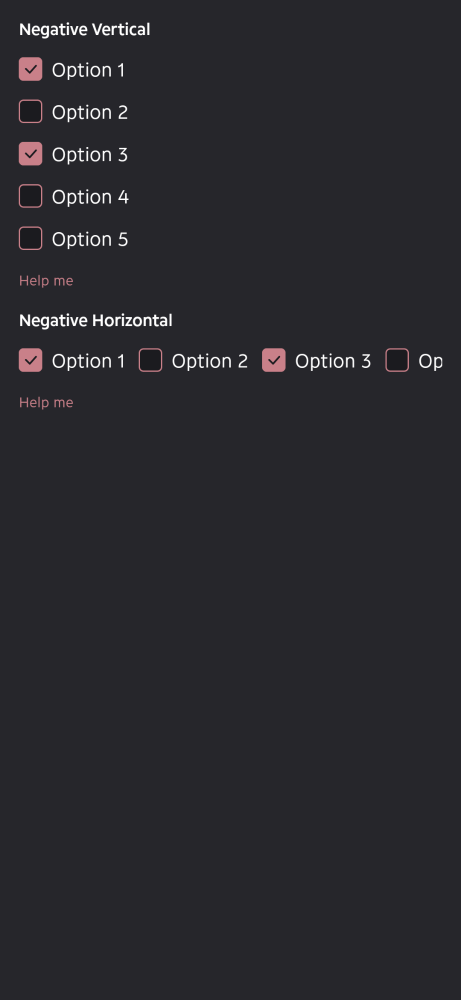 Negative Vertical
Option 1
Option 2
Option 3
Option 4
Option 5
Help me
Negative Horizontal
Option 1 Option 2 Option 3 Op
Help me